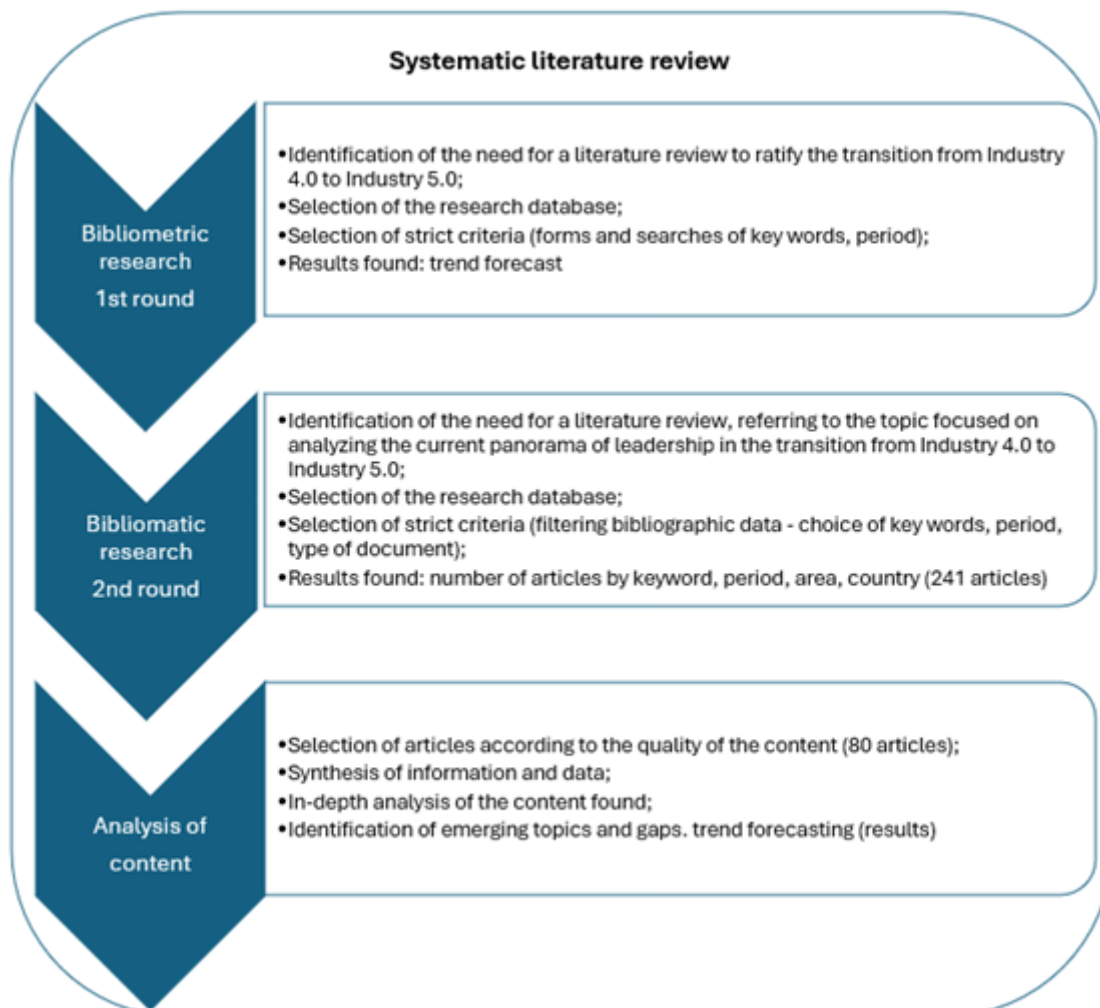 Systematic literature review
Bibliometric
research
1st round
•Identification of the need for a literature review to ratify the transition from Industry
4.0 to Industry 5.0;
•Selection of the research database;
•Selection of strict criteria (forms and searches of key words, period);
•Results found: trend forecast
Bibliomatic
research
2nd round
•Identification of the need for a literature review, referring to the topic focused on
analyzing the current panorama of leadership in the transition from Industry 4.0 to
Industry 5.0;
•Selection of the research database;
•Selection of strict criteria (filtering bibliographic data - choice of key words, period,
type of document);
•Results found: number of articles by keyword, period, area, country (241 articles)
Analysis of
content
•Selection of articles according to the quality of the content (80 articles);
•Synthesis of information and data;
•In-depth analysis of the content found;
•Identification of emerging topics and gaps. trend forecasting (results)